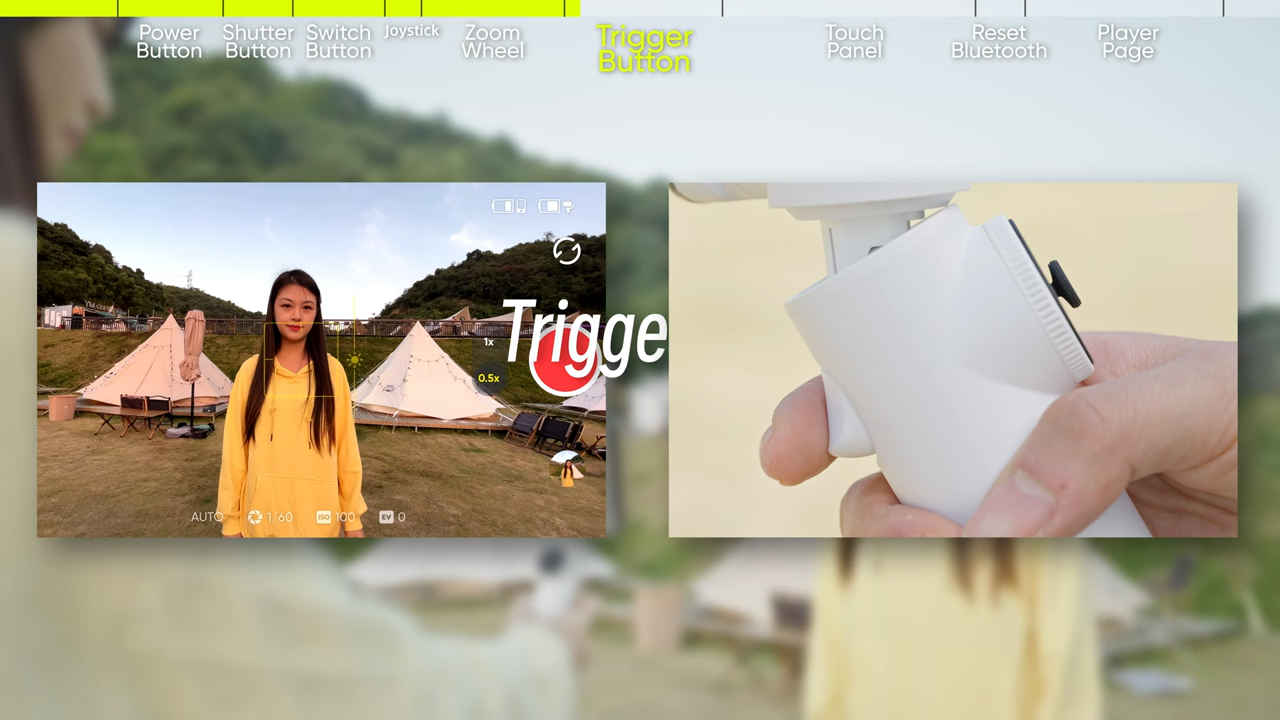 Power
Button
Shutter
Button
Switch
Button
Joystick
Zoom
Wheel
Trigger
Button
Touch
Panel
Reset
Bluetooth
Player
Page
1x
Trigge
0.5x
AUTO
1/60
ISO 100
EV 0